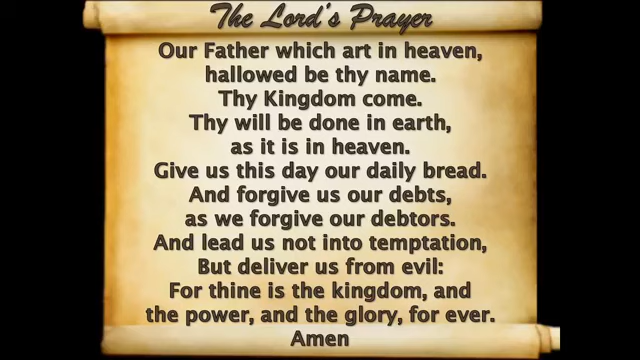 The Lord's Prayer
Our Father which art in heaven,
hallowed be thy name.
Thy Kingdom come.
Thy will be done in earth,
as it is in heaven.
Give us this day our daily bread.
And forgive us our debts,
as we forgive our debtors.
And lead us not into temptation,
But deliver us from evil:
For thine is the kingdom, and
the power, and the glory, for ever.
Amen